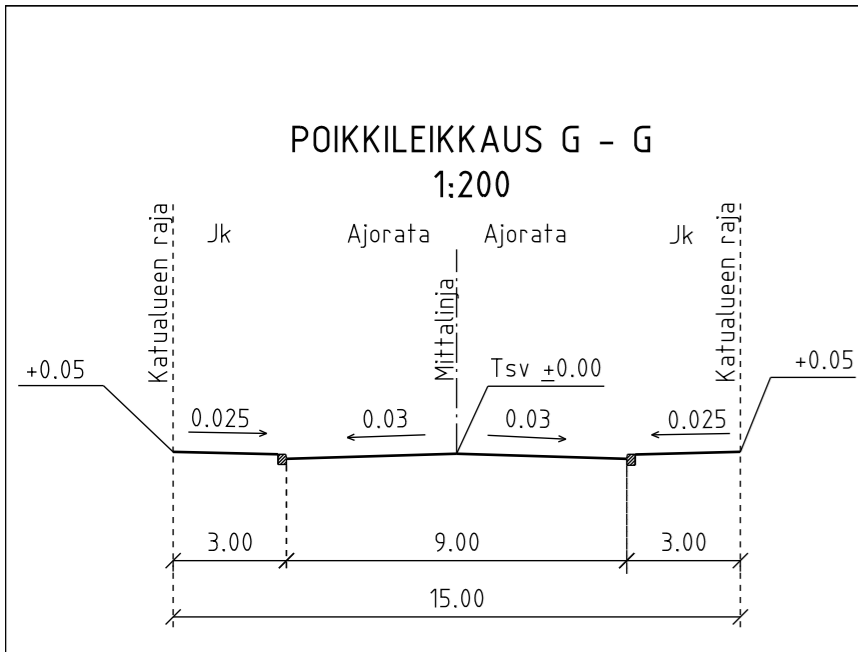 POIKKILEIKKAUS G - G
1:200
Katualueen raja
Jk
Ajorata
Mittalinja
Ajorata
Jk
Katualueen raja
+0.05
Tsv ±0.00
+0.05
0.025
0.03
0.03
0.025
3.00
9.00
3.00
15.00